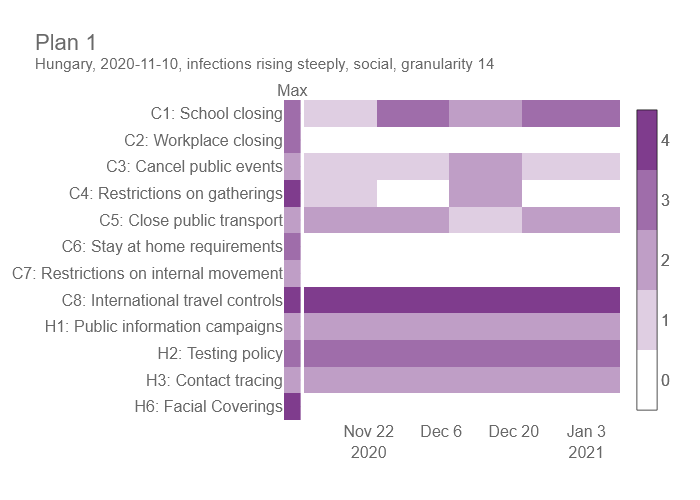 Plan 1
Hungary, 2020-11-10, infections rising steeply, social, granularity 14
Max
C1: School closing
C2: Workplace closing
C3: Cancel public events
C4: Restrictions on gatherings
C5: Close public transport
C6: Stay at home requirements
C7: Restrictions on internal movement
C8: International travel controls
H1: Public information campaigns
H2: Testing policy
H3: Contact tracing
H6: Facial Coverings
4
3
2
1
0
Nov 22 Dec 6 Dec 20 Jan 3
2020 2021